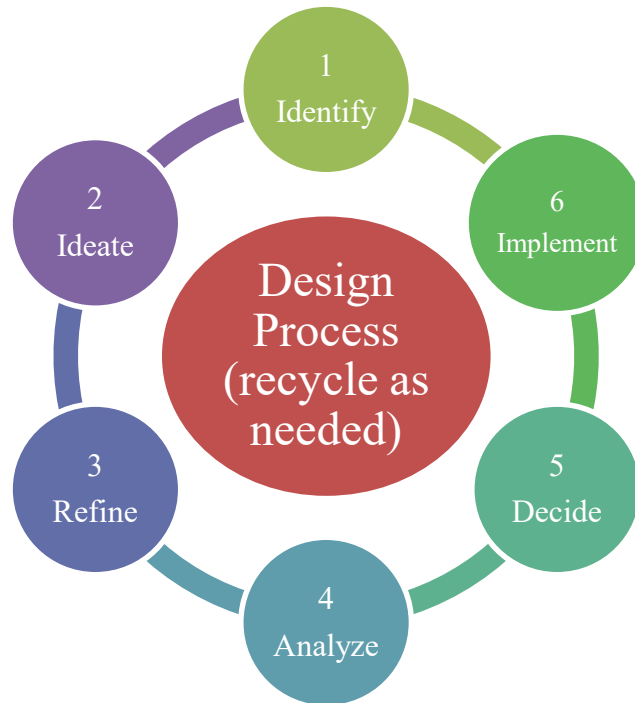 1
Identify
2
Ideate
3
Refine
4
Analyze
5
Decide
6
Implement
Design
Process
(recycle as
needed)